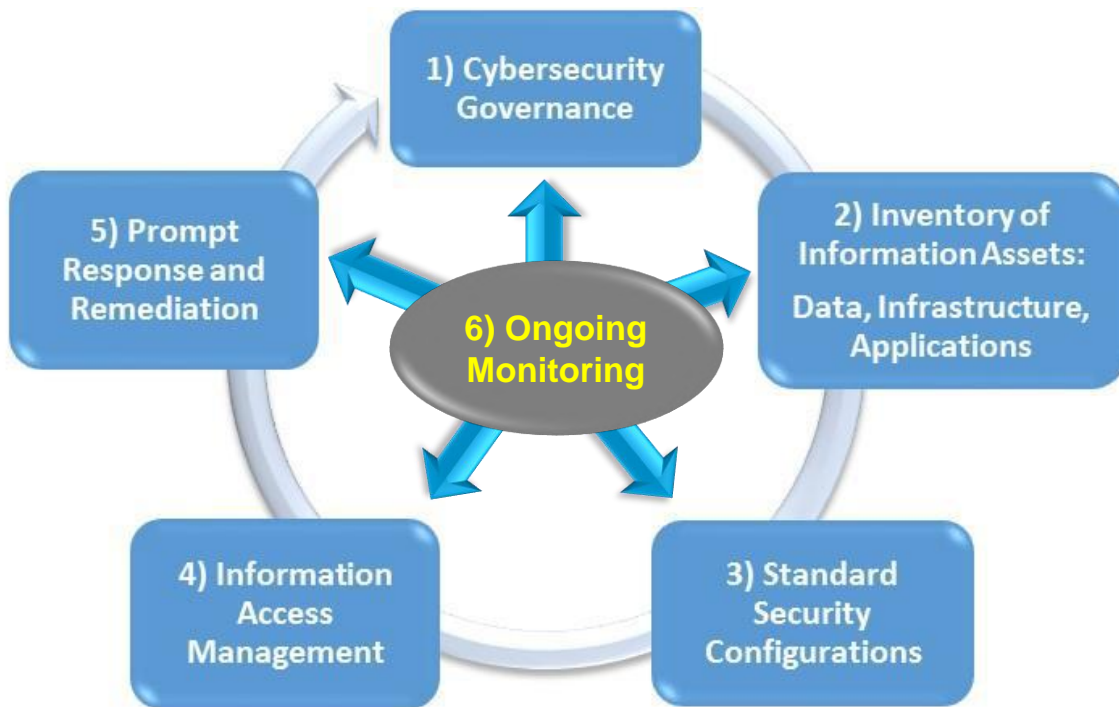 1) Cybersecurity
Governance
2) Inventory of
Information Assets:
Data, Infrastructure,
Applications
3) Standard
Security
Configurations
4) Information
Access
Management
5) Prompt
Response and
Remediation
6) Ongoing
Monitoring